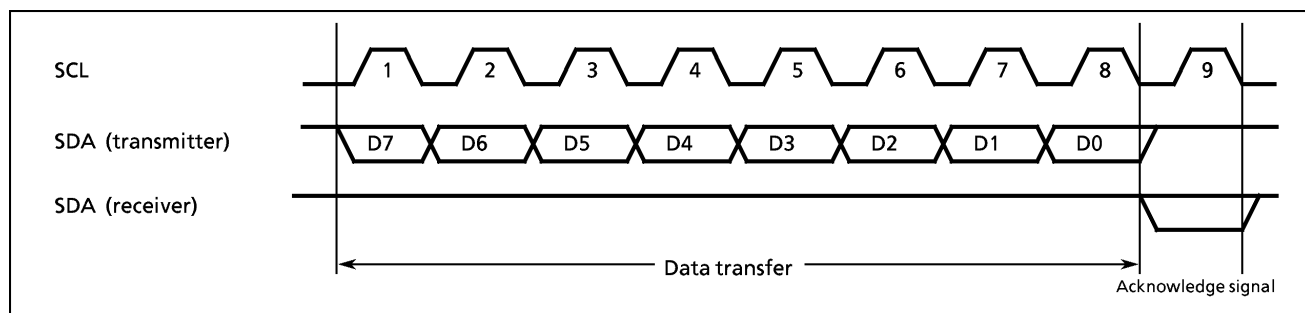 SCL 1 2 3 4 5 6 7 8 9
SDA (transmitter) D7 D6 D5 D4 D3 D2 D1 D0
SDA (receiver)
Data transfer
Acknowledge signal